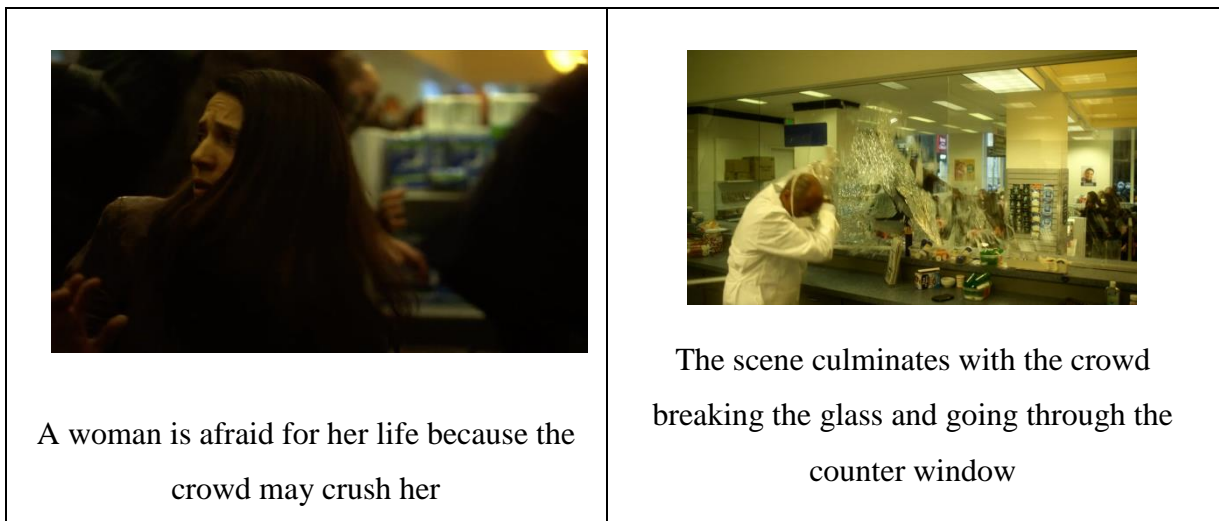 A woman is afraid for her life because the
crowd may crush her
The scene culminates with the crowd
breaking the glass and going through the
counter window